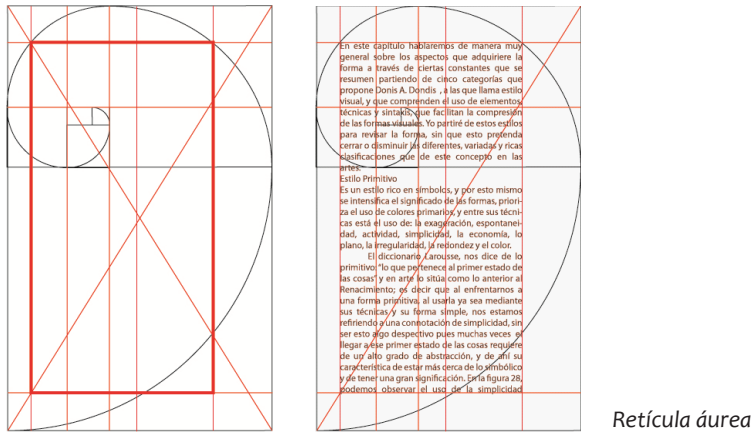 En este capítulo hablaremos de manera muy
general sobre los aspectos que adquiriere la
forma a través de ciertas constantes que se
resumen partiendo de cinco categorías que
propone Donis A. Dondis , a las que llama estilo
visual, y que comprenden el uso de elementos,
técnicas y sintaxis, que facilitan la compresión
de las formas visuales. Yo partiré de estos estilos
para revisar la forma, sin que esto pretenda
cerrar o disminuir las diferentes, variadas y ricas
clasificaciones que de este concepto en las
artes.
Estilo Primitivo
Es un estilo rico en símbolos, y por esto mismo
se intensifica el significado de las formas, priori-
za el uso de colores primarios, y entre sus técni-
cas está el uso de: la exageración, espontanei-
dad, actividad, simplicidad, la economía, lo
plano, la irregularidad, la redondez y el color.
El diccionario Larousse, nos dice de lo
primitivo "lo que pertenece al primer estado de
las cosas" y en arte lo sitúa como lo anterior al
Renacimiento; es decir que al enfrentarnos a
una forma primitiva, al usarla ya sea mediante
sus técnicas y su forma simple, nos estamos
refiriendo a una connotación de simplicidad, sin
ser esto algo despectivo pues muchas veces el
llegar a ese primer estado de las cosas requiere
de un alto grado de abstracción, y de ahí su
característica de estar más cerca de lo simbólico
y de tener una gran significación. En la figura 28,
podemos observar el uso de la simplicidad
Retícula áurea